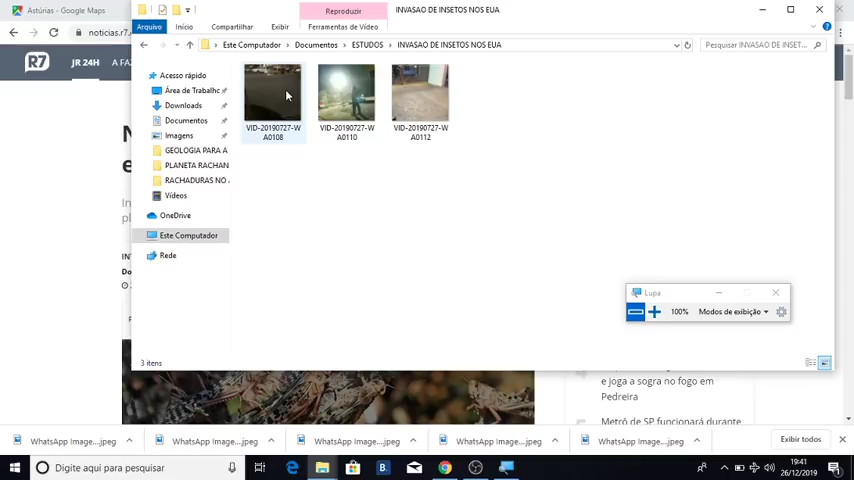 Astúrias - Google Maps
Reproduzir
INVASAO DE INSETOS NOS EUA
Arquivo
Início
Compartilhar
Exibir
Ferramentas de Vídeo
Este Computador
Documentos
ESTUDOS
INVASAO DE INSETOS NOS EUA
Pesquisar INVASAO DE INSET...
noticias.r7.
R7
JR 24H
A FA
Acesso rápido
Área de Trabalhc
Downloads
Documentos
Imagens
GEOLOGIA PARA A
PLANETA RACHAN
RACHADURAS NO
Vídeos
OneDrive
Este Computador
Rede
VID-20190727-W
A0108
VID-20190727-W
A0110
VID-20190727-W
A0112
Lupa
100%
Modos de exibição
3 itens
e joga a sogra no fogo em
Pedreira
Metrô de SP funcionará durante
WhatsApp Image....jpeg
WhatsApp Image....jpeg
WhatsApp Image....jpeg
WhatsApp Image....jpeg
WhatsApp Image....jpeg
Exibir todos
Digite aqui para pesquisar
19:41
26/12/2019